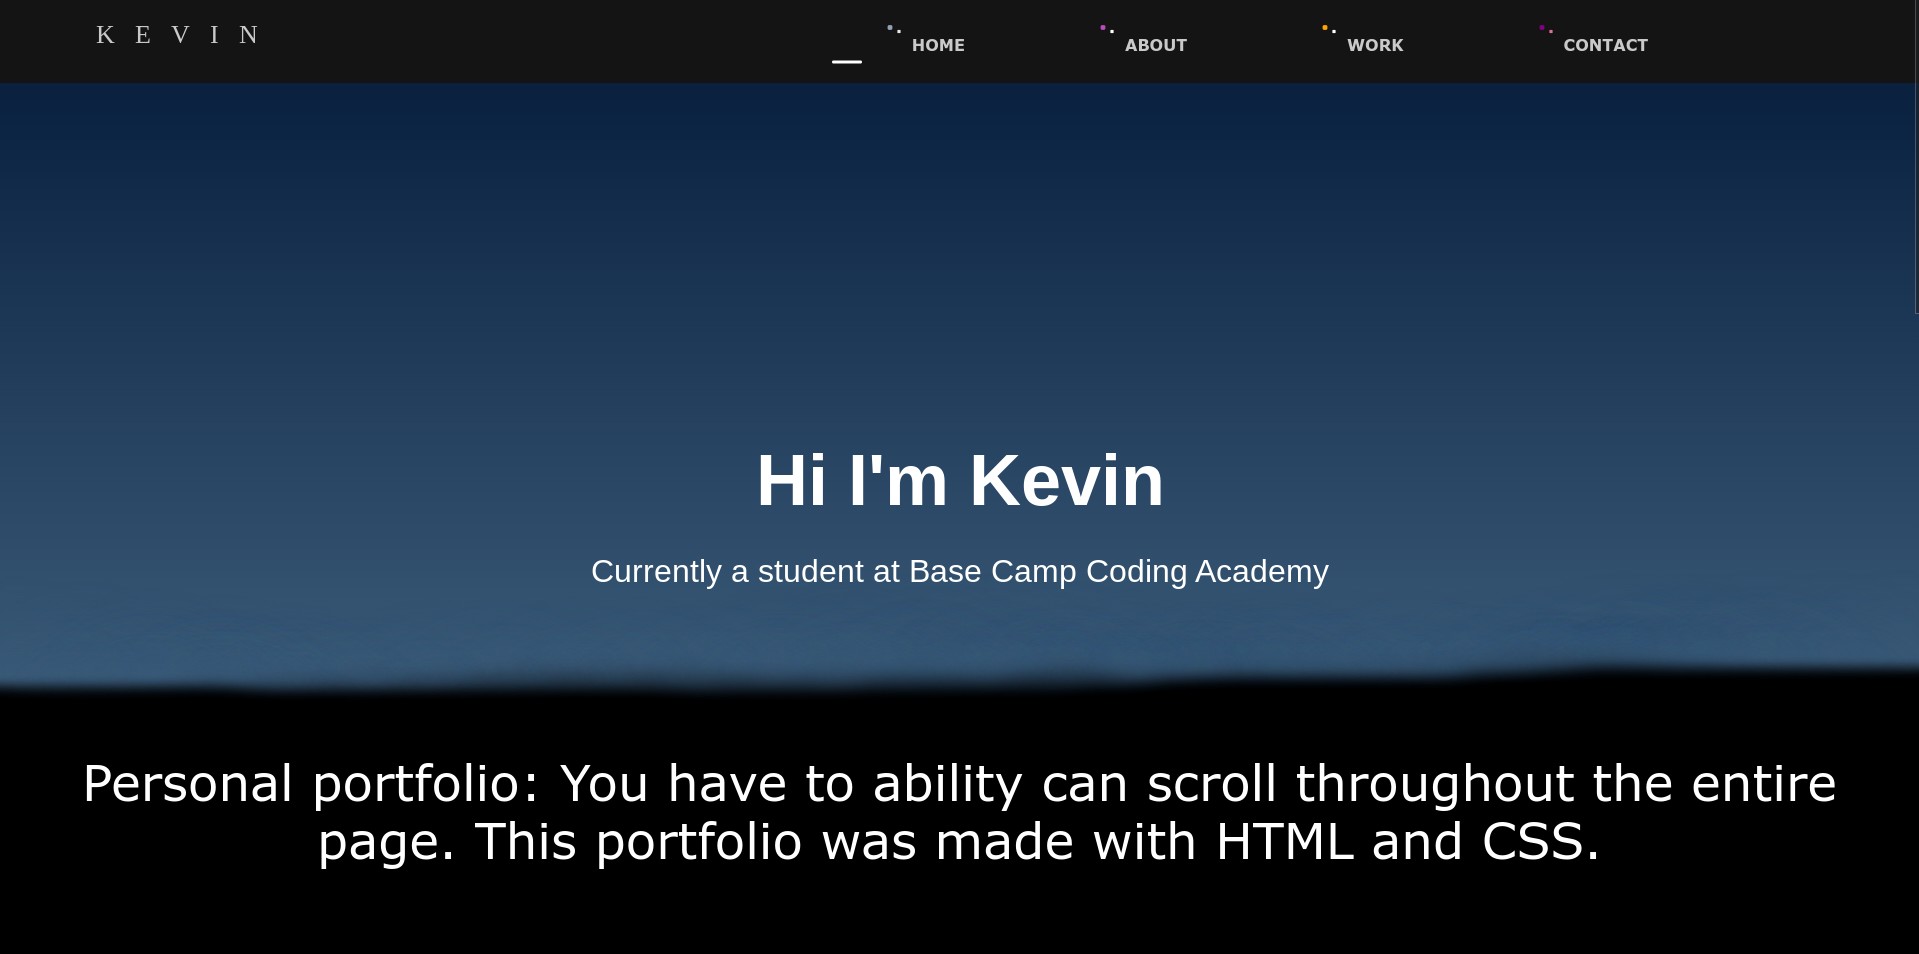 K E V I N
HOME
ABOUT
WORK
CONTACT
Hi I'm Kevin
Currently a student at Base Camp Coding Academy
Personal portfolio: You have to ability can scroll throughout the entire
page. This portfolio was made with HTML and CSS.